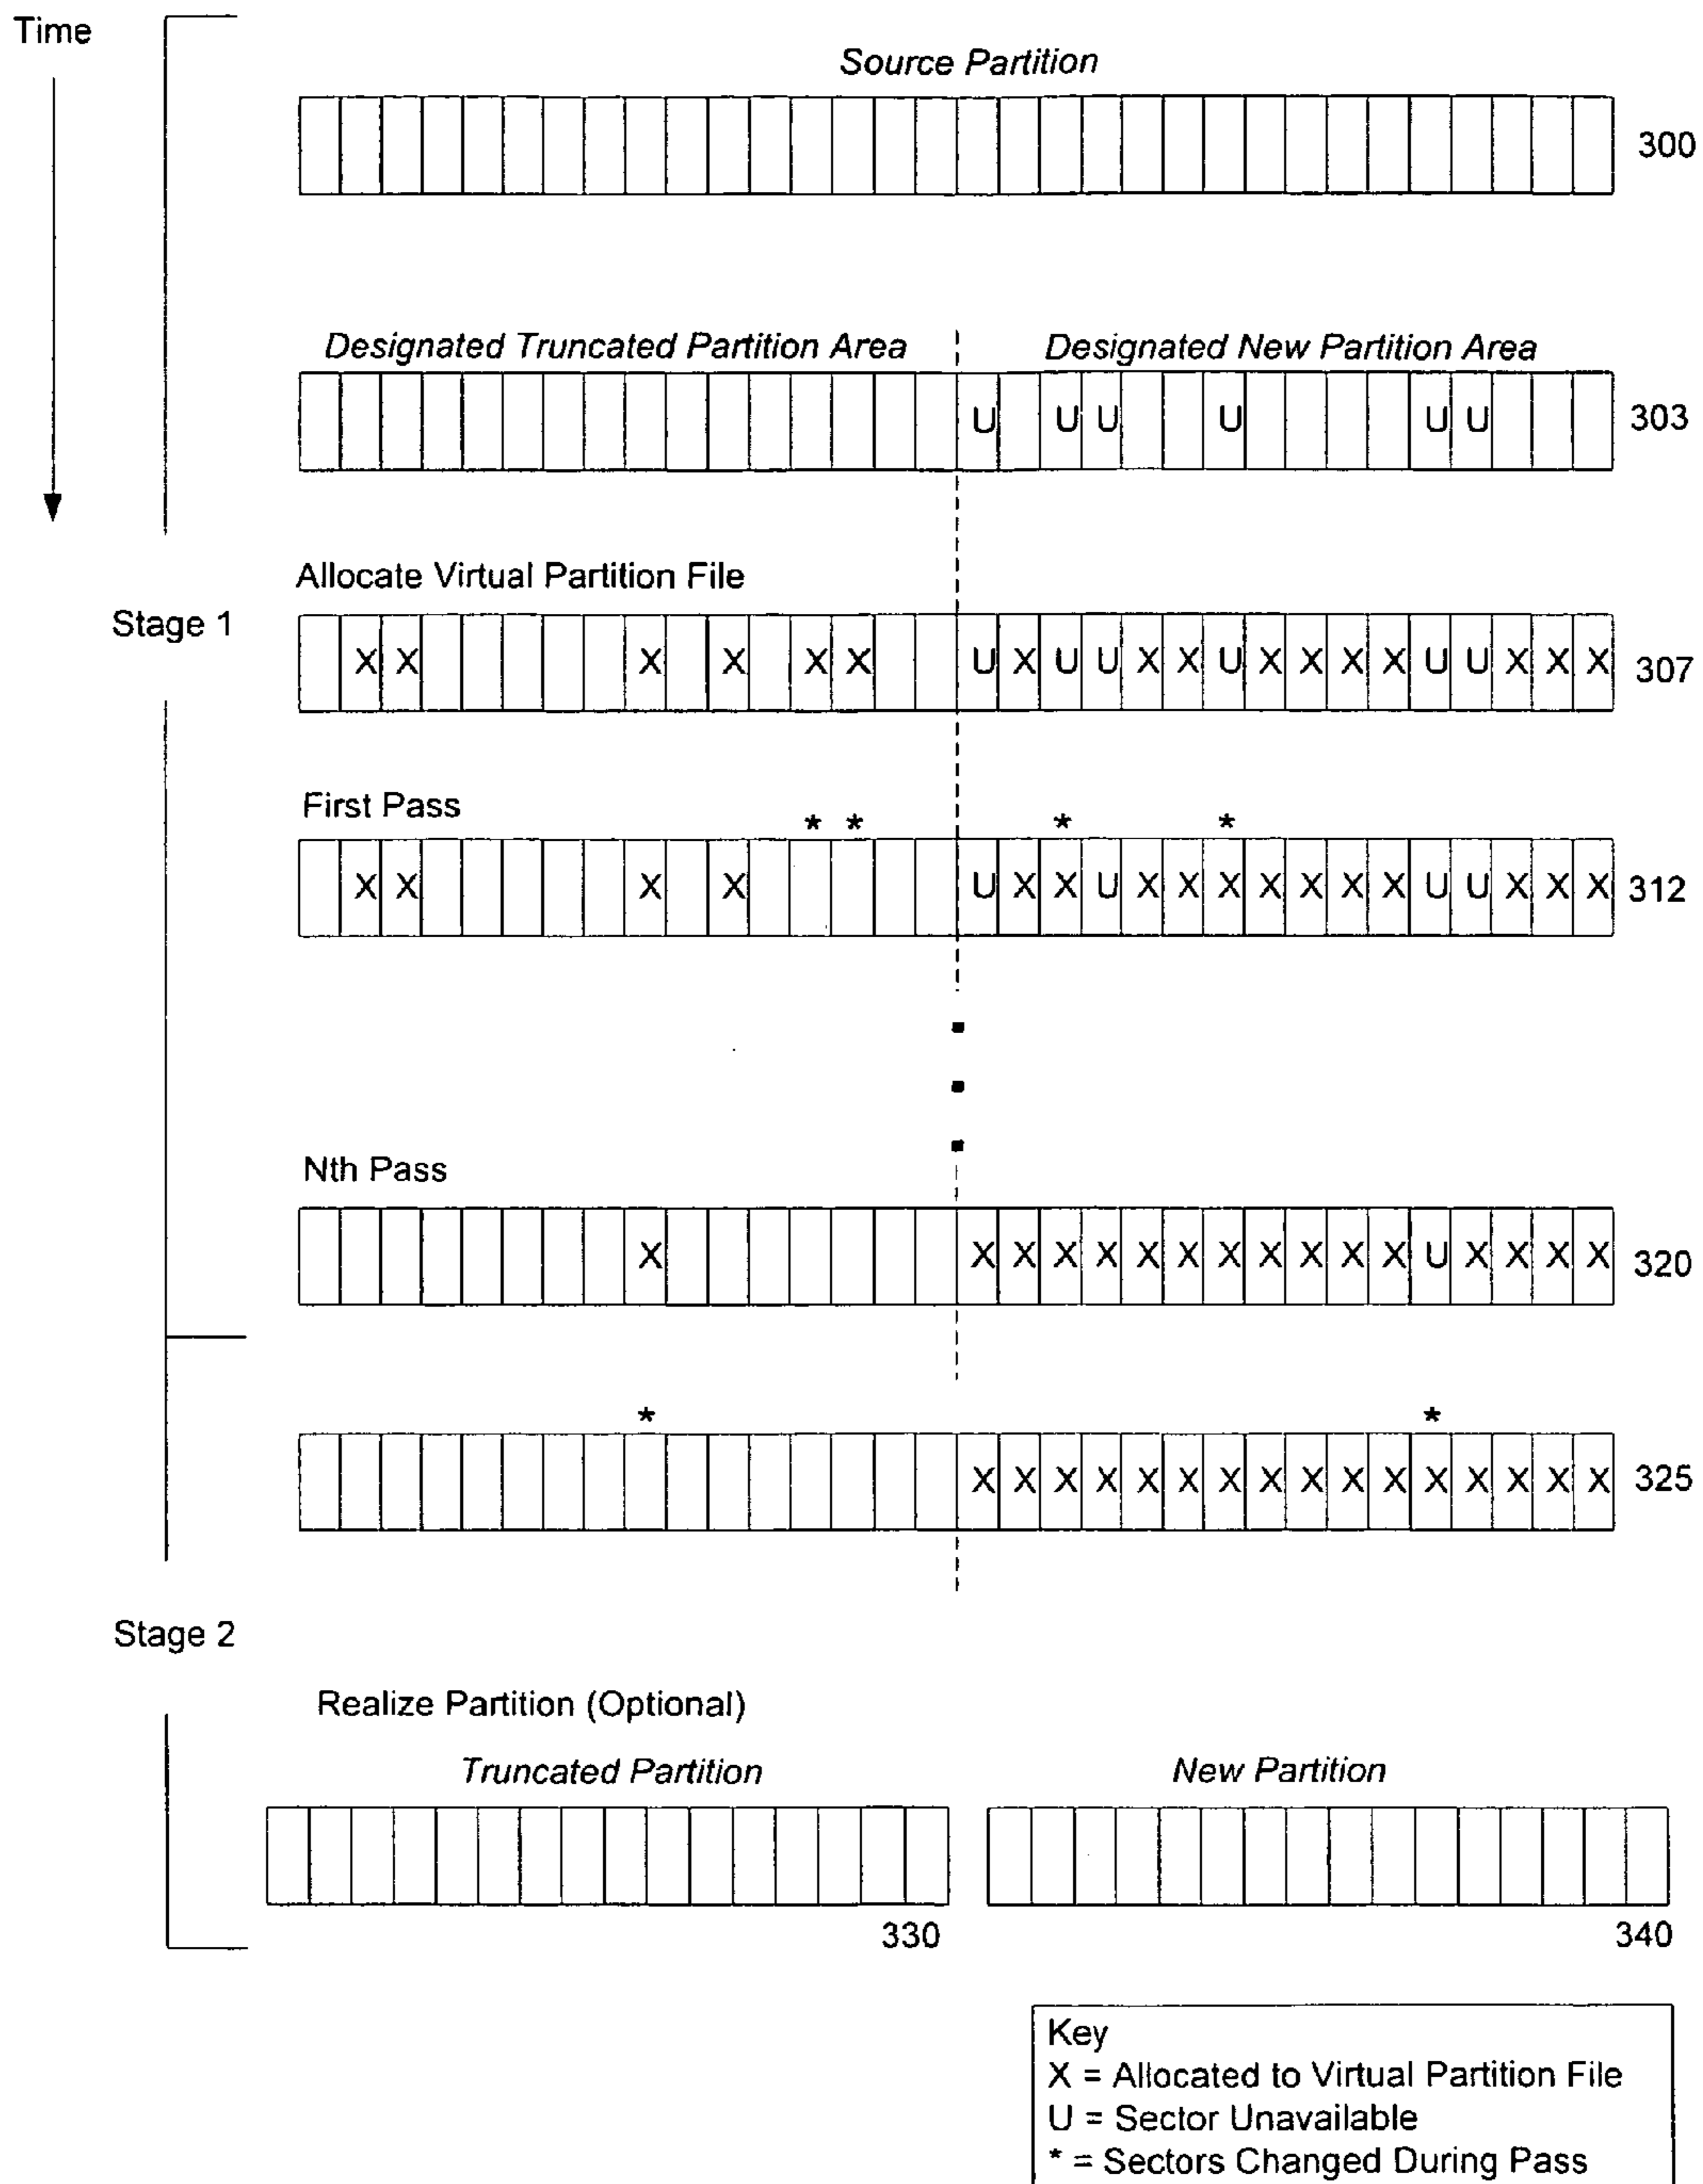 Time
Source Partition
300
Designated Truncated Partition Area
Designated New Partition Area
U U U U U U
303
Allocate Virtual Partition File
Stage 1
X X X X X X U X U U X X U X X X X U U X X X
307
First Pass
* * * *
X X X X U X X U X X X X X X X U U X X X
312
Nth Pass
X X X X X X X X X X X X U X X X X
320
* *
X X X X X X X X X X X X X X X X
325
Stage 2
Realize Partition (Optional)
Truncated Partition
New Partition
330
340
Key
X = Allocated to Virtual Partition File
U = Sector Unavailable
* = Sectors Changed During Pass